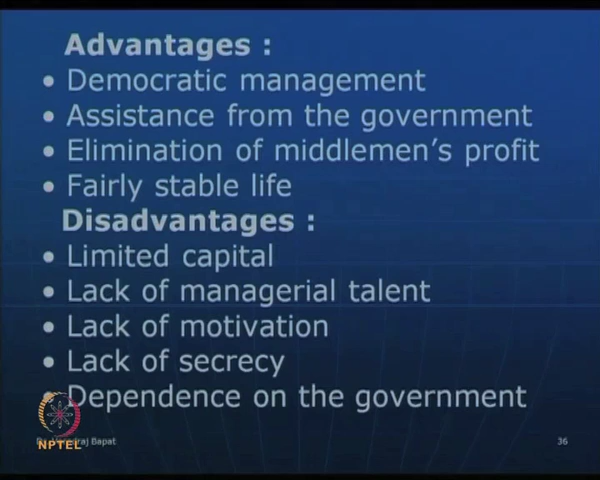 Advantages :
• Democratic management
• Assistance from the government
• Elimination of middlemen's profit
• Fairly stable life
Disadvantages :
• Limited capital
• Lack of managerial talent
• Lack of motivation
• Lack of secrecy
• Dependence on the government
Bapat
36
NPTEL